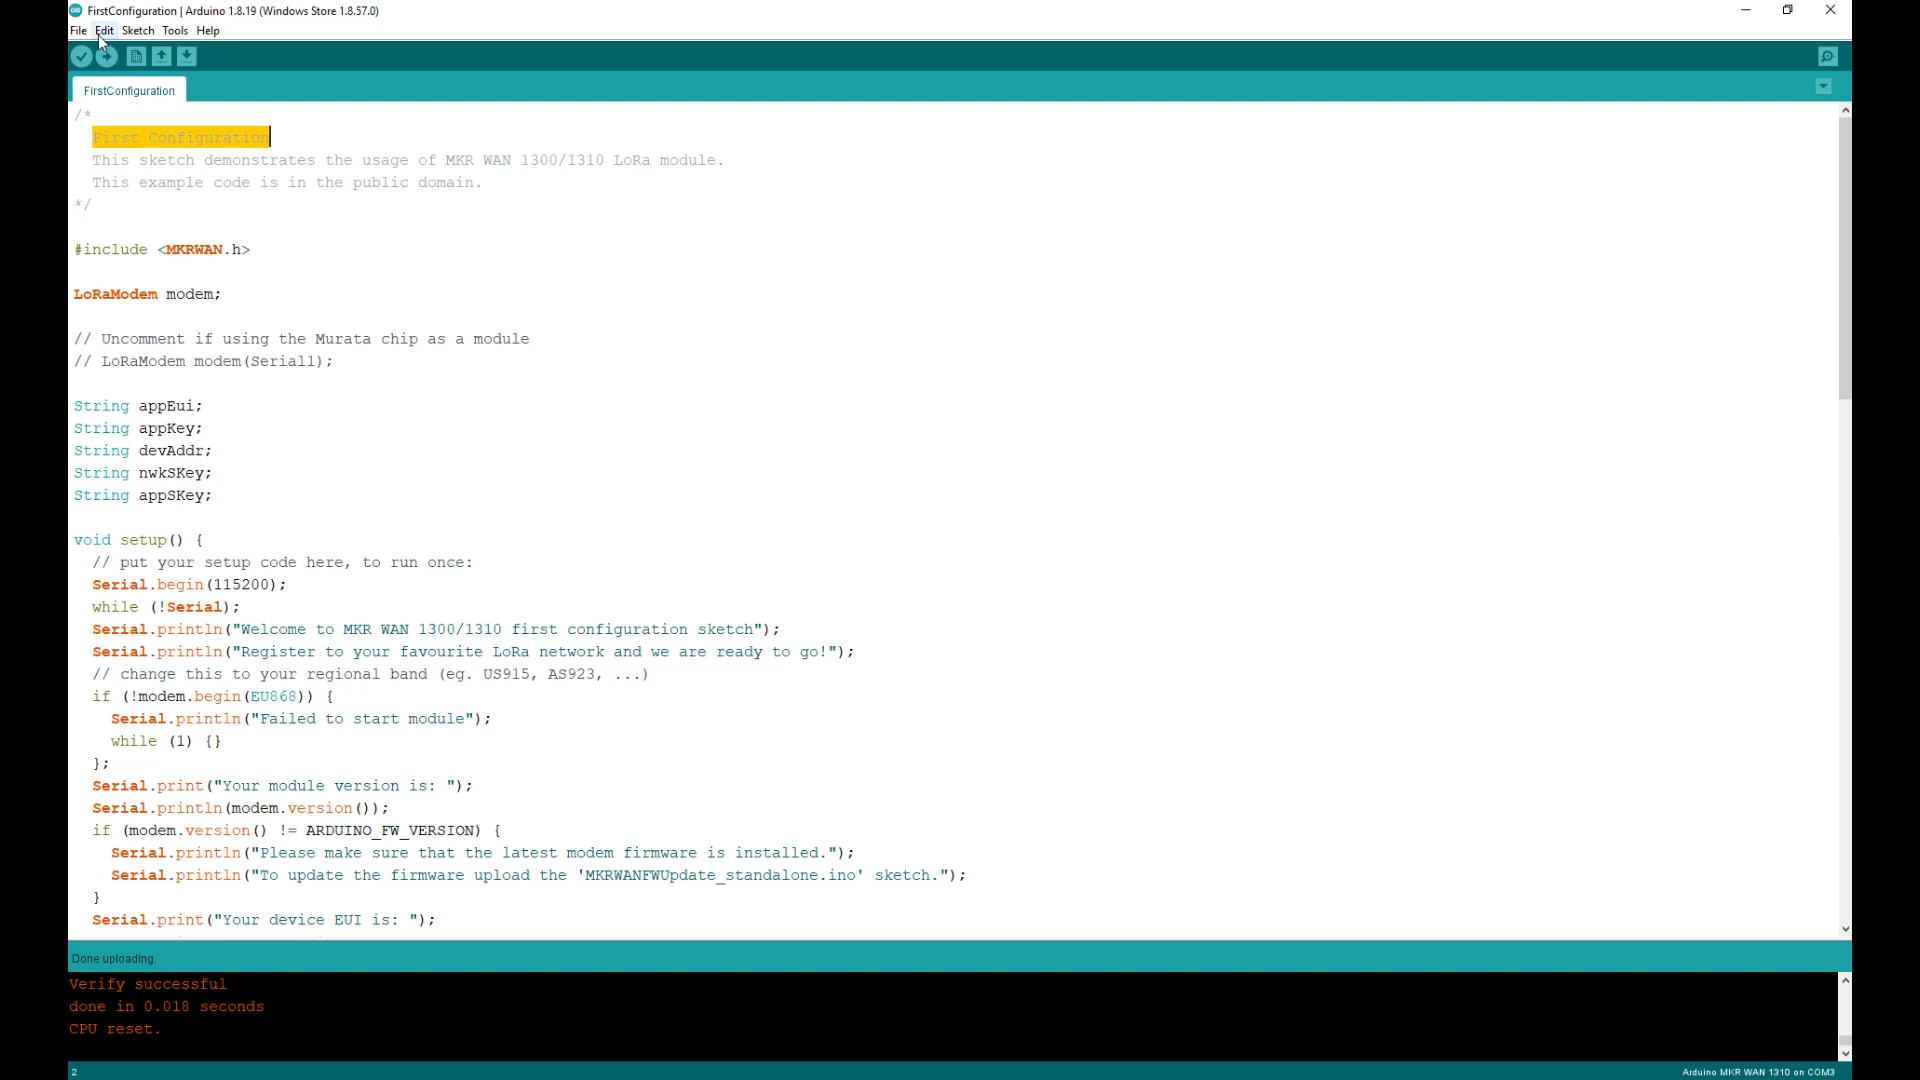 FirstConfiguration | Arduino 1.8.19 (Windows Store 1.8.57.0)
File Edit Sketch Tools Help
FirstConfiguration
/*
  First Configuration
  This sketch demonstrates the usage of MKR WAN 1300/1310 LoRa module.
  This example code is in the public domain.
*/
#include <MKRWAN.h>
LoRaModem modem;
// Uncomment if using the Murata chip as a module
// LoRaModem modem(Serial1);
String appEui;
String appKey;
String devAddr;
String nwkSKey;
String appSKey;
void setup() {
  // put your setup code here, to run once:
  Serial.begin(115200);
  while (!Serial);
  Serial.println("Welcome to MKR WAN 1300/1310 first configuration sketch");
  Serial.println("Register to your favourite LoRa network and we are ready to go!");
  // change this to your regional band (eg. US915, AS923, ...)
  if (!modem.begin(EU868)) {
    Serial.println("Failed to start module");
    while (1) {}
  };
  Serial.print("Your module version is: ");
  Serial.println(modem.version());
  if (modem.version() != ARDUINO_FW_VERSION) {
    Serial.println("Please make sure that the latest modem firmware is installed.");
    Serial.println("To update the firmware upload the 'MKRWANFWUpdate_standalone.ino' sketch.");
  }
  Serial.print("Your device EUI is: ");
Done uploading.
Verify successful
done in 0.018 seconds
CPU reset.
2
Arduino MKR WAN 1310 on COM3